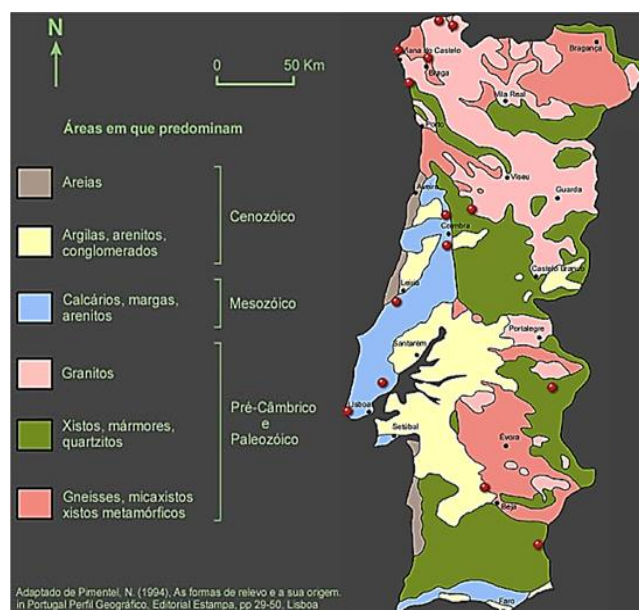 N
0 50 Km
Áreas em que predominam
Areias
Cenozóico
Argilas, arenitos,
conglomerados
Calcários, margas,
arenitos
Mesozóico
Granitos
Pré-Câmbrico
e
Paleozóico
Xistos, mármores,
quartzitos
Gneisses, micaxistos
xistos metamórficos
Adaptado de Pimentel, N. (1994), As formas de relevo e a sua origem.
in Portugal Perfil Geográfico, Editorial Estampa, pp 29-50, Lisboa
Viana do Castelo
Bragança
Braga
Vila Real
Porto
Viseu
Aveiro
Guarda
Coimbra
Castelo Branco
Leiria
Portalegre
Santarém
Lisboa
Setúbal
Évora
Beja
Faro